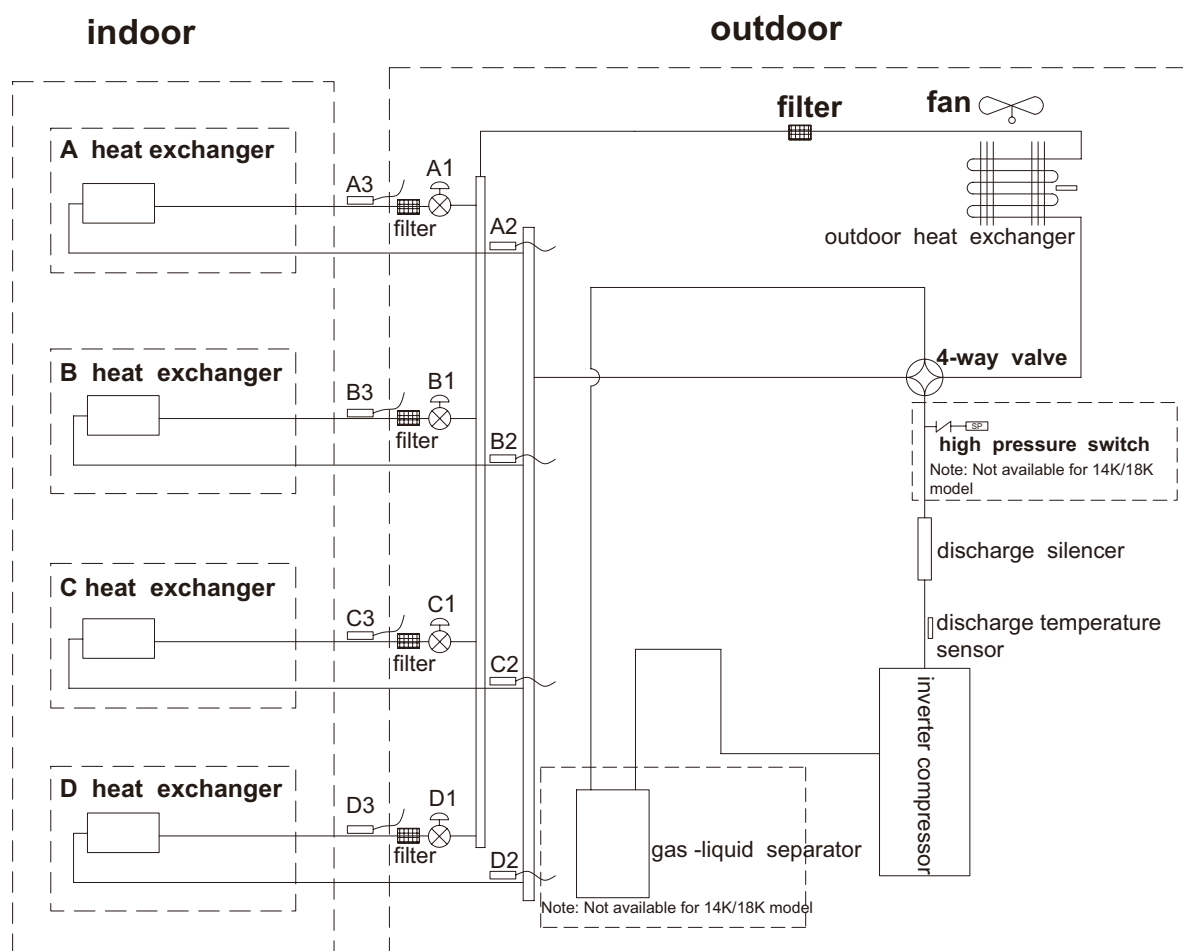 indoor
outdoor
filter
fan
A heat exchanger
A3
A1
filter
A2
outdoor heat exchanger
4-way valve
B heat exchanger
B3
B1
filter
B2
SP
high pressure switch
Note: Not available for 14K/18K
model
discharge silencer
C heat exchanger
C3
C1
filter
C2
discharge temperature
sensor
inverter compressor
D heat exchanger
D3
D1
filter
D2
gas -liquid separator
Note: Not available for 14K/18K model